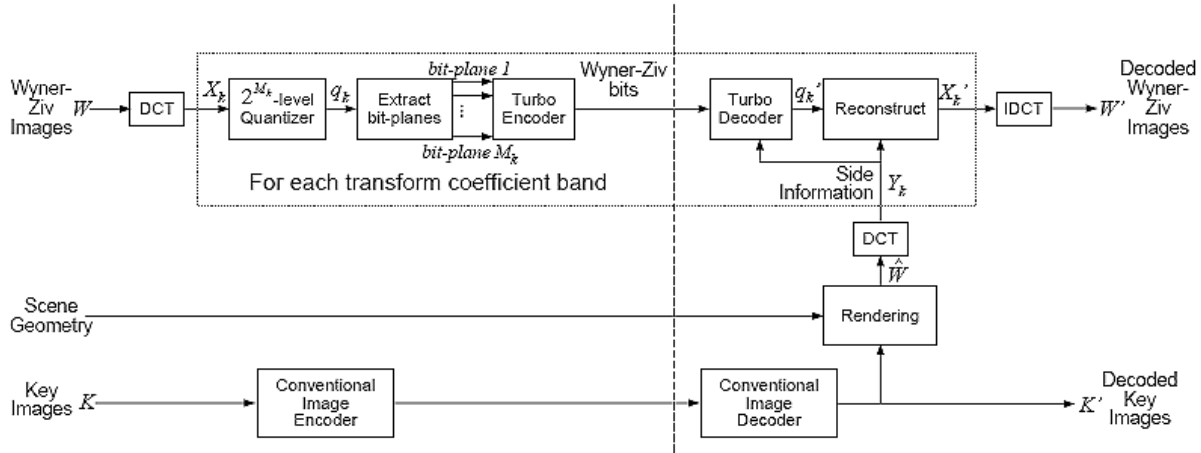 Wyner-
Ziv W
Images
DCT
X_k
2^{M_k}-level
Quantizer
q_k
Extract
bit-planes
bit-plane 1
⋮
bit-plane M_k
Turbo
Encoder
Wyner-Ziv
bits
Turbo
Decoder
q_k'
Reconstruct
X_k'
IDCT
W'
Decoded
Wyner-
Ziv
Images
For each transform coefficient band
Side
Information
Y_k
DCT
Ŵ
Scene
Geometry
Rendering
Key
Images K
Conventional
Image
Encoder
Conventional
Image
Decoder
K'
Decoded
Key
Images